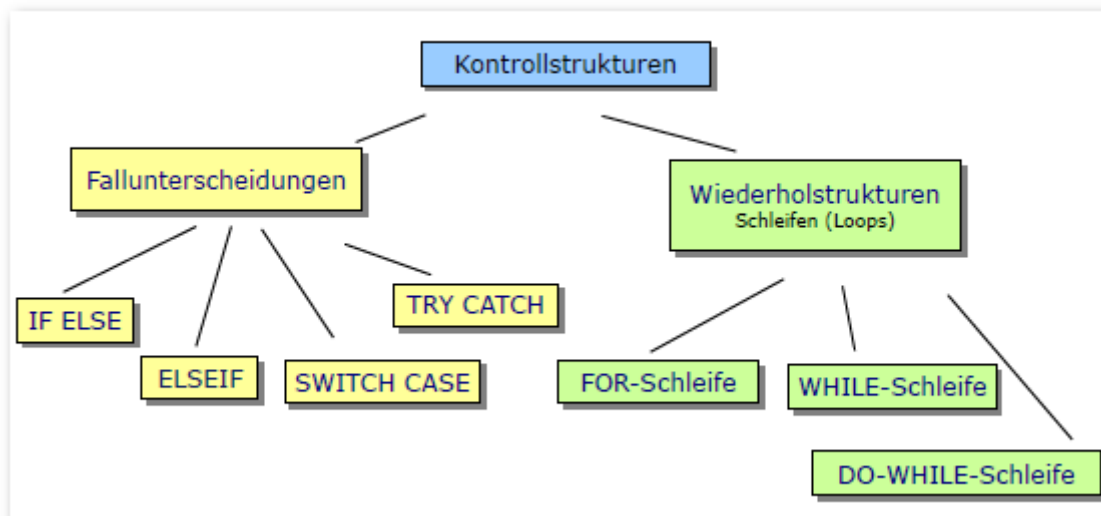 Kontrollstrukturen
Fallunterscheidungen
Wiederholstrukturen
Schleifen (Loops)
IF ELSE
ELSEIF
SWITCH CASE
TRY CATCH
FOR-Schleife
WHILE-Schleife
DO-WHILE-Schleife